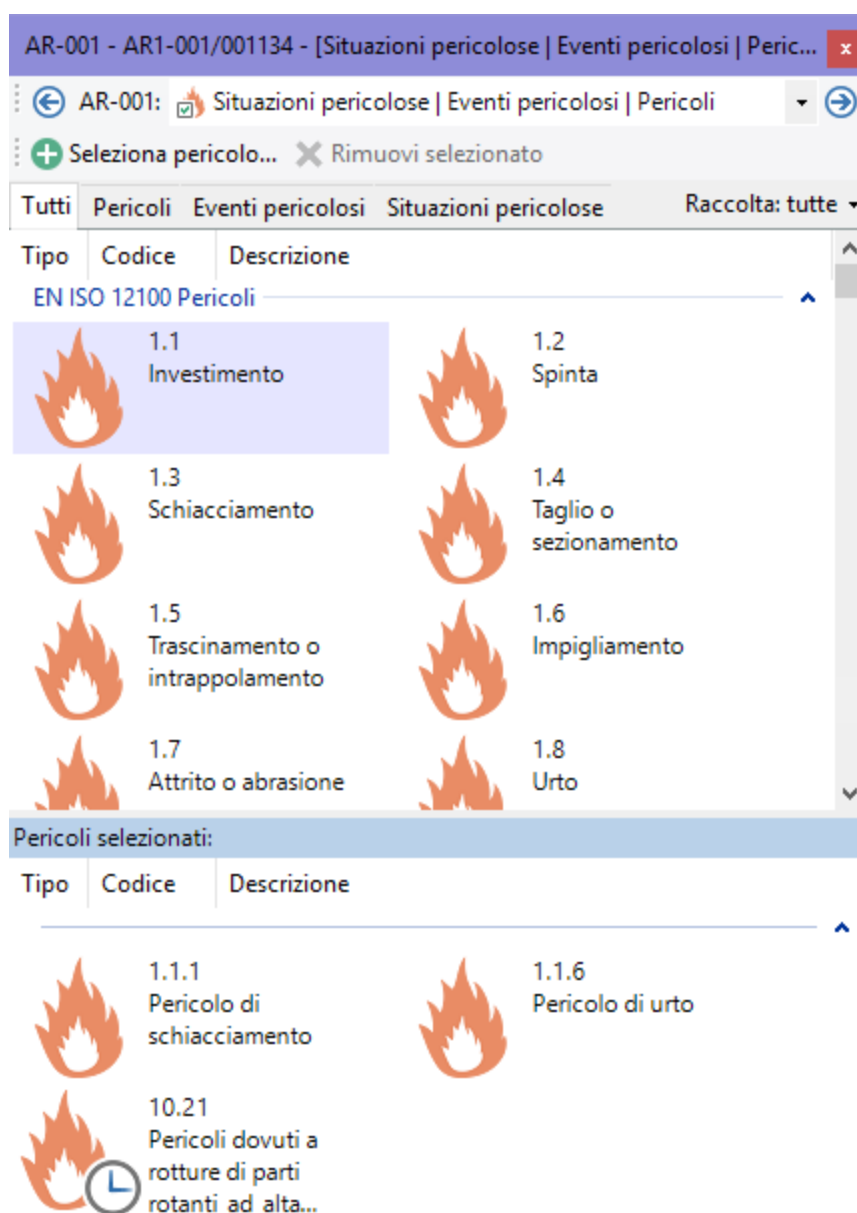 AR-001 - AR1-001/001134 - [Situazioni pericolose | Eventi pericolosi | Peric... x
AR-001: Situazioni pericolose | Eventi pericolosi | Pericoli
Seleziona pericolo... Rimuovi selezionato
Tutti Pericoli Eventi pericolosi Situazioni pericolose Raccolta: tutte
Tipo Codice Descrizione
EN ISO 12100 Pericoli
1.1
Investimento
1.2
Spinta
1.3
Schiacciamento
1.4
Taglio o
sezionamento
1.5
Trascinamento o
intrappolamento
1.6
Impigliamento
1.7
Attrito o abrasione
1.8
Urto
Pericoli selezionati:
Tipo Codice Descrizione
1.1.1
Pericolo di
schiacciamento
1.1.6
Pericolo di urto
10.21
Pericoli dovuti a
rotture di parti
rotanti ad alta...